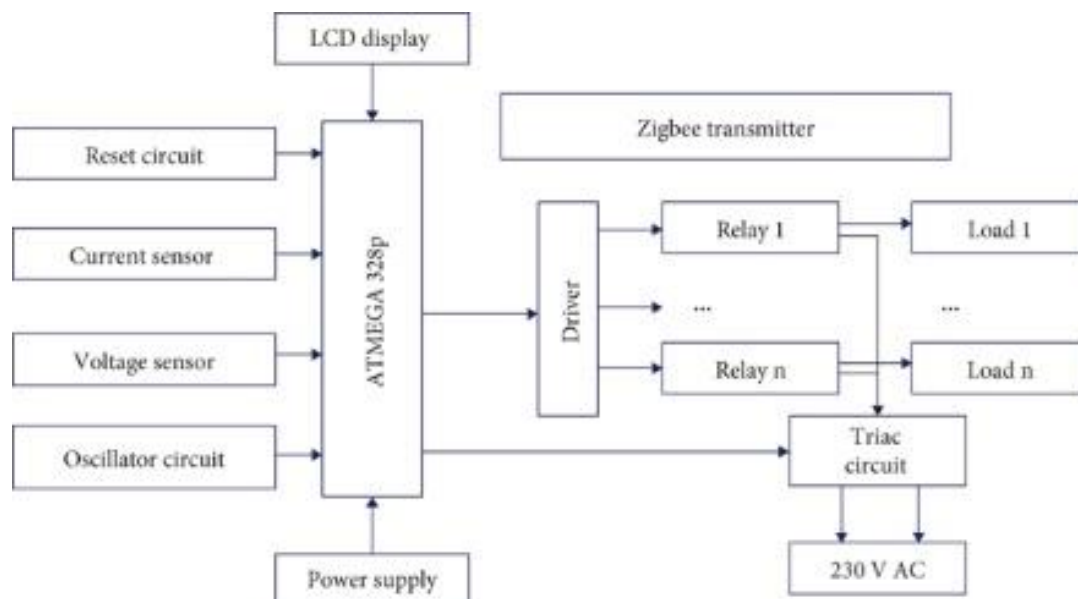 LCD display
Zigbee transmitter
Reset circuit
Current sensor
Voltage sensor
Oscillator circuit
ATMEGA 328p
Driver
Relay 1
Load 1
...
...
Relay n
Load n
Triac
circuit
Power supply
230 V AC